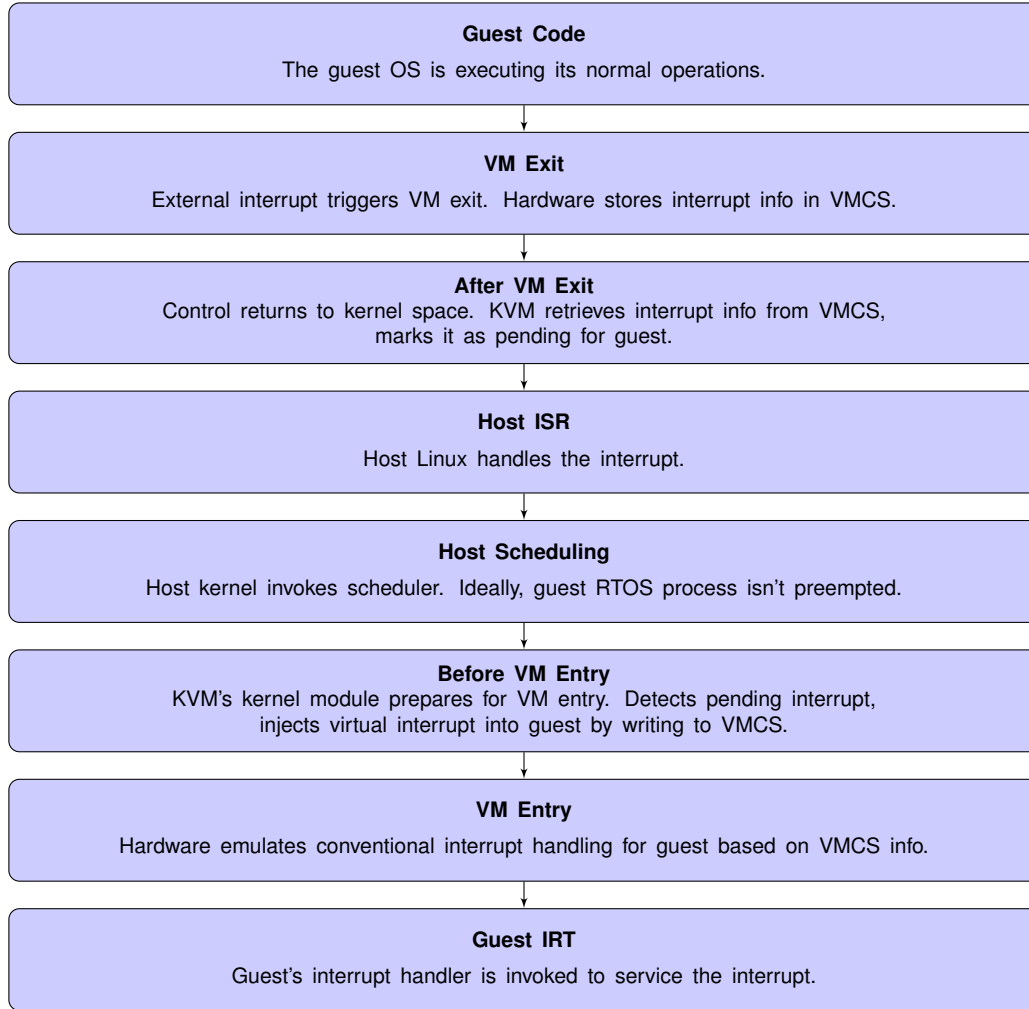 Guest Code
The guest OS is executing its normal operations.
VM Exit
External interrupt triggers VM exit. Hardware stores interrupt info in VMCS.
After VM Exit
Control returns to kernel space. KVM retrieves interrupt info from VMCS,
marks it as pending for guest.
Host ISR
Host Linux handles the interrupt.
Host Scheduling
Host kernel invokes scheduler. Ideally, guest RTOS process isn't preempted.
Before VM Entry
KVM's kernel module prepares for VM entry. Detects pending interrupt,
injects virtual interrupt into guest by writing to VMCS.
VM Entry
Hardware emulates conventional interrupt handling for guest based on VMCS info.
Guest IRT
Guest's interrupt handler is invoked to service the interrupt.